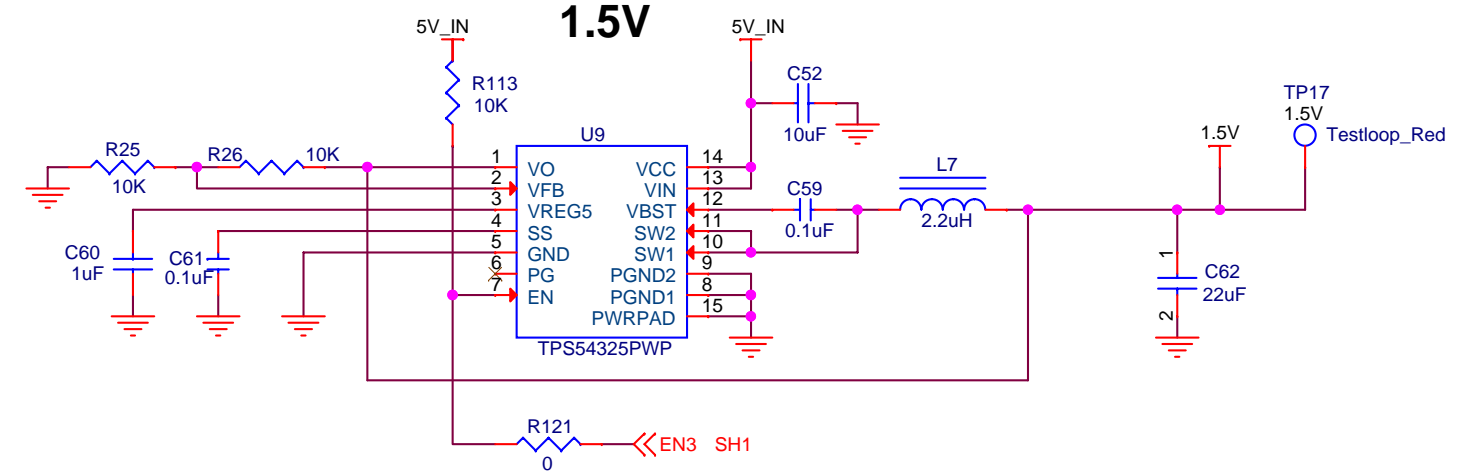 1.5V
5V_IN
5V_IN
R113
10K
C52
10uF
TP17
1.5V
Testloop_Red
1.5V
R25
10K
R26
10K
U9
1
VO
VCC
14
2
VFB
VIN
13
3
VREG5
VBST
12
4
SS
SW2
11
5
GND
SW1
10
6
PG
PGND2
9
7
EN
PGND1
8
PWRPAD
15
TPS54325PWP
C59
0.1uF
L7
2.2uH
C60
1uF
C61
0.1uF
1
C62
22uF
2
R121
0
EN3 SH1